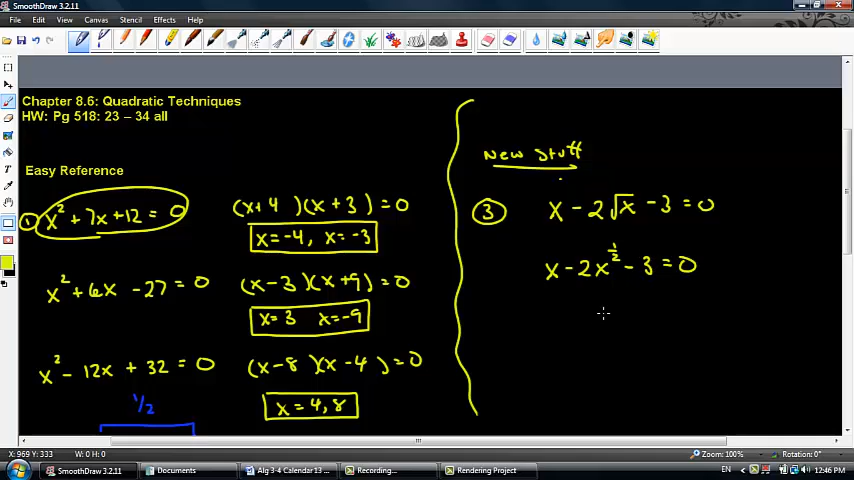 SmoothDraw 3.2.11
File Edit View Canvas Stencil Effects Help
Chapter 8.6: Quadratic Techniques
HW: Pg 518: 23 – 34 all
Easy Reference
① x² + 7x + 12 = 0
(x+4)(x+3) = 0
x = -4, x = -3
x² + 6x - 27 = 0
(x-3)(x+9) = 0
x = 3 x = -9
x² - 12x + 32 = 0
(x-8)(x-4) = 0
x = 4, 8
1/2
New Stuff
③ x - 2√x - 3 = 0
x - 2x^½ - 3 = 0
X: 969 Y: 333 W: 0 H: 0
Zoom: 100% Rotation: 0°
SmoothDraw 3.2.11 Documents Alg 3-4 Calendar 13 ... Recording... Rendering Project EN 12:46 PM